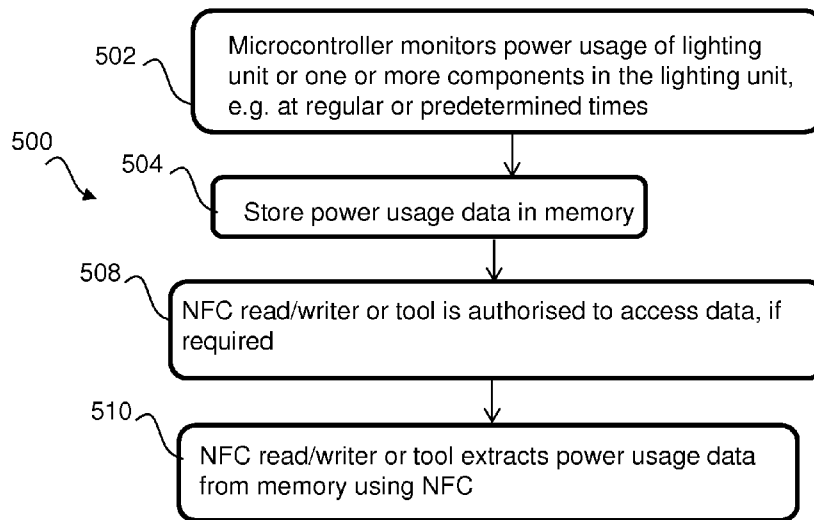 502
Microcontroller monitors power usage of lighting
unit or one or more components in the lighting unit,
e.g. at regular or predetermined times
500
504
Store power usage data in memory
508
NFC read/writer or tool is authorised to access data, if
required
510
NFC read/writer or tool extracts power usage data
from memory using NFC